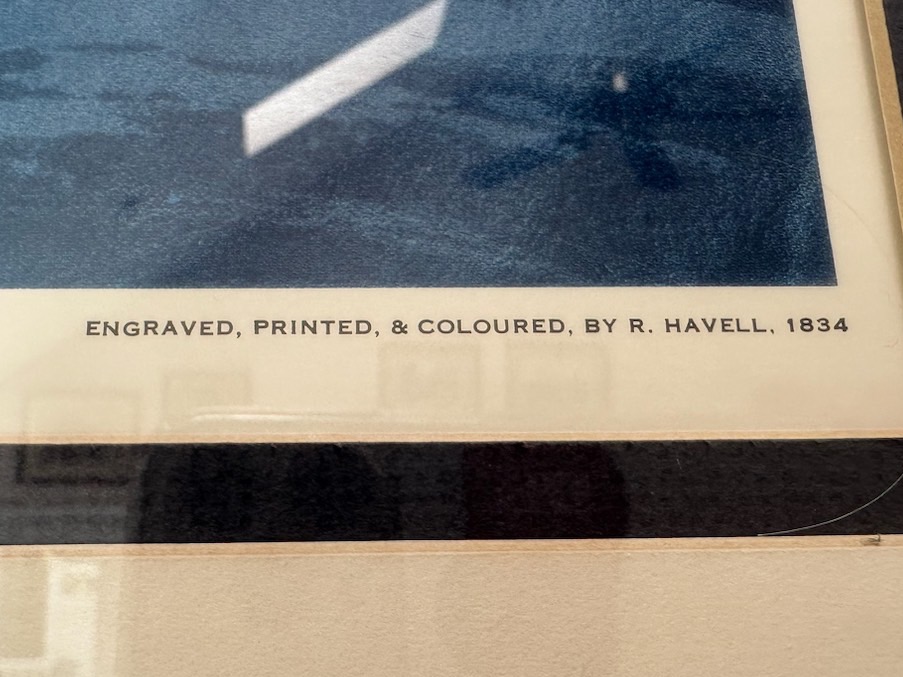 ENGRAVED, PRINTED, & COLOURED, BY R. HAVELL, 1834